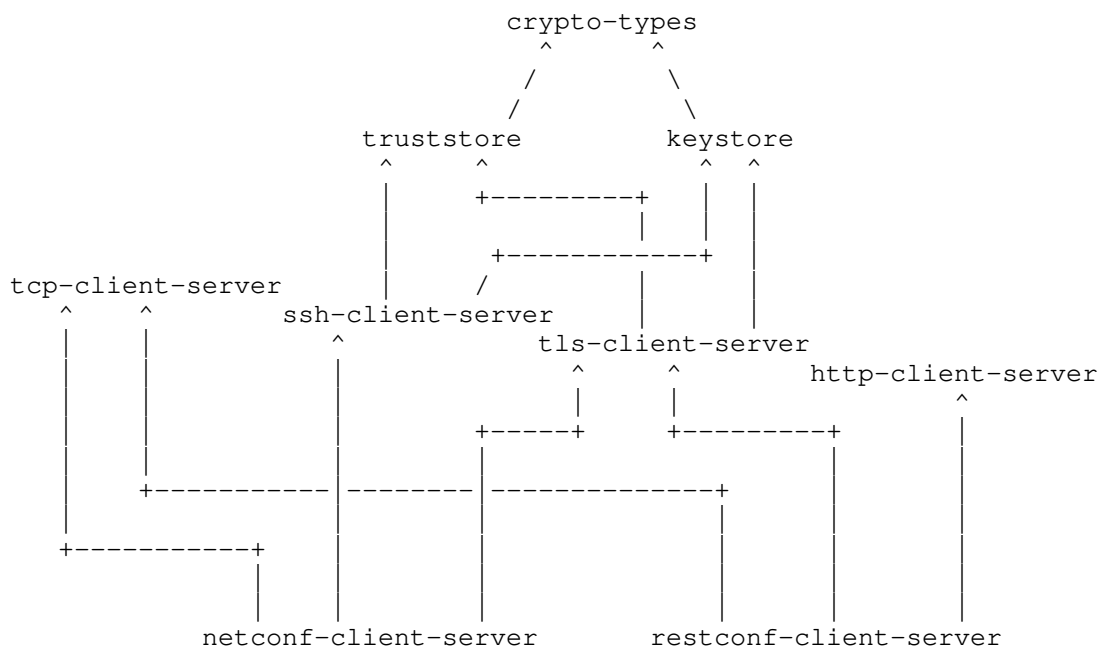 crypto-types
truststore keystore
tcp-client-server
ssh-client-server
tls-client-server
http-client-server
netconf-client-server restconf-client-server